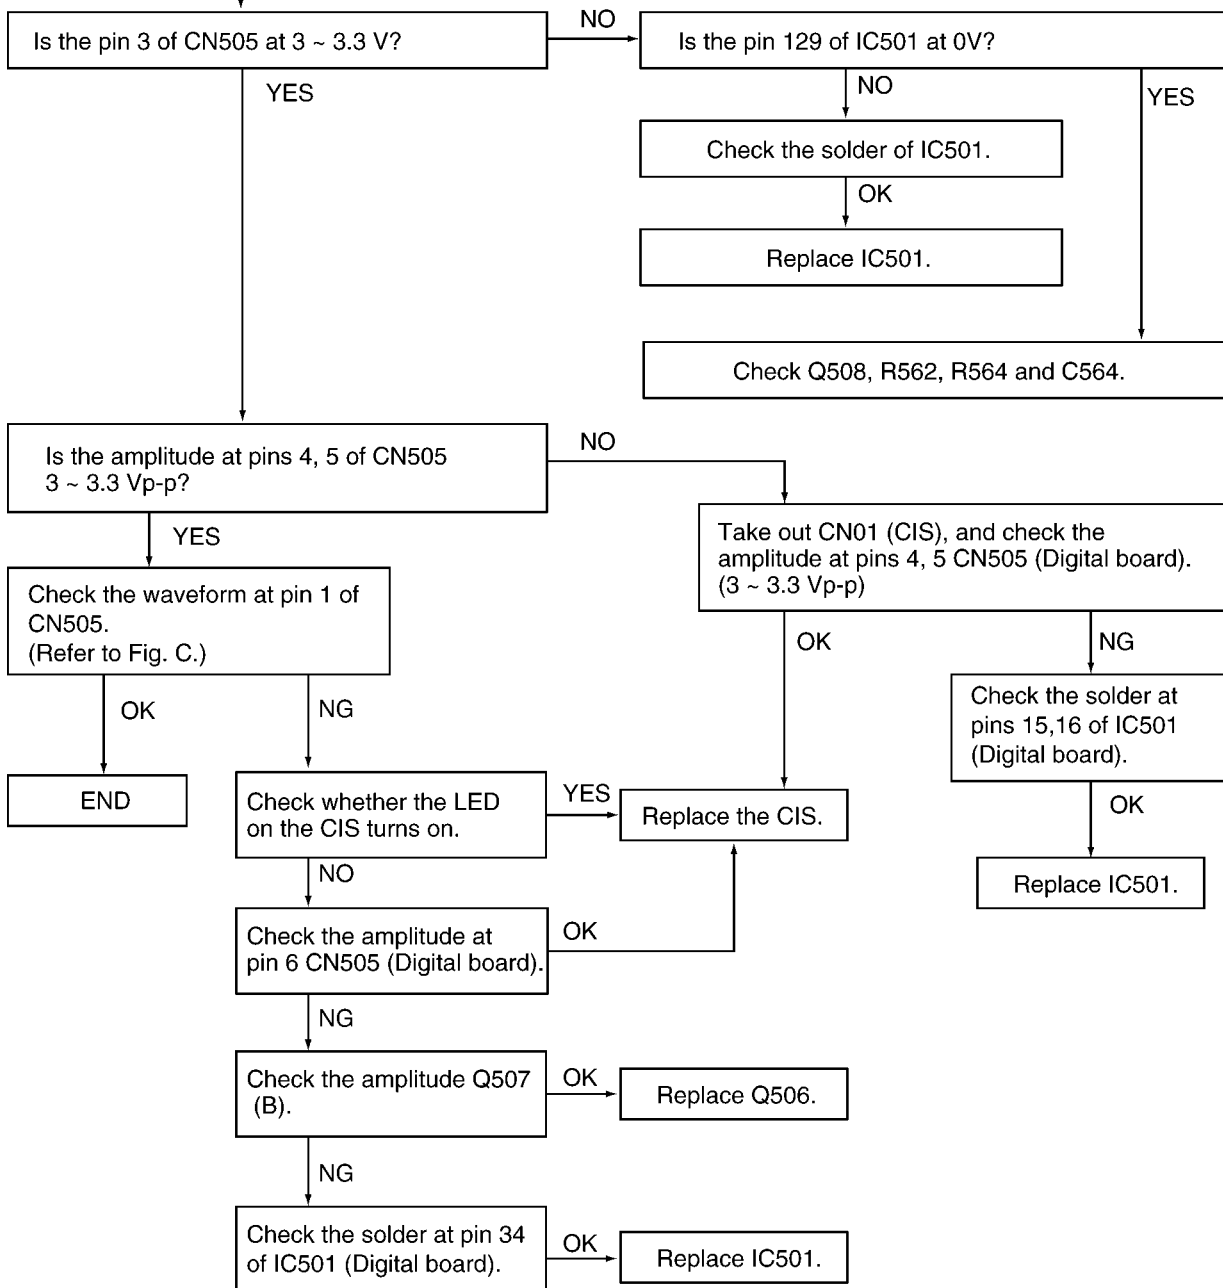 Is the pin 3 of CN505 at 3 ~ 3.3 V?
NO
Is the pin 129 of IC501 at 0V?
YES
NO
YES
Check the solder of IC501.
OK
Replace IC501.
Check Q508, R562, R564 and C564.
Is the amplitude at pins 4, 5 of CN505
3 ~ 3.3 Vp-p?
NO
YES
Take out CN01 (CIS), and check the
amplitude at pins 4, 5 CN505 (Digital board).
(3 ~ 3.3 Vp-p)
Check the waveform at pin 1 of
CN505.
(Refer to Fig. C.)
OK
NG
OK
NG
Check the solder at
pins 15,16 of IC501
(Digital board).
END
Check whether the LED
on the CIS turns on.
YES
Replace the CIS.
OK
NO
Replace IC501.
Check the amplitude at
pin 6 CN505 (Digital board).
OK
NG
Check the amplitude Q507
(B).
OK
Replace Q506.
NG
Check the solder at pin 34
of IC501 (Digital board).
OK
Replace IC501.